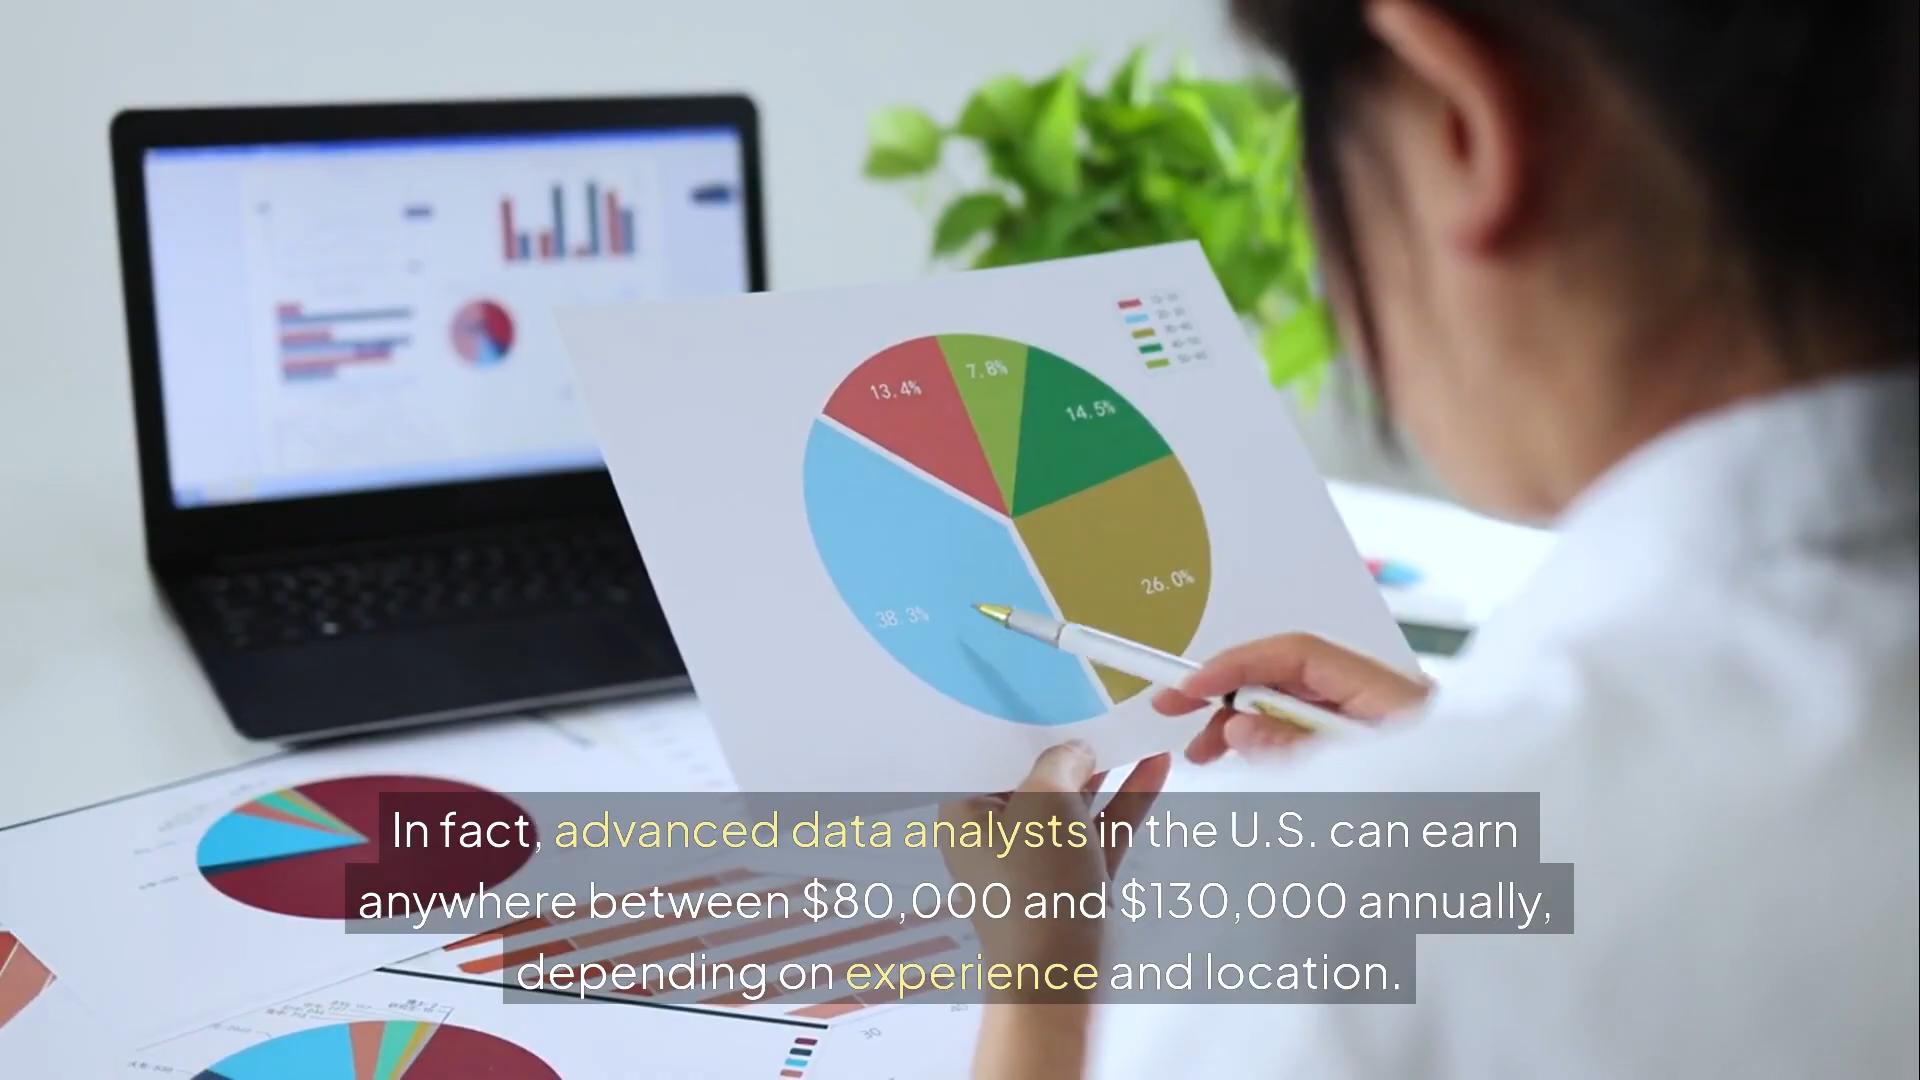 7.8%
13.4%
14.5%
26.0%
38.3%
In fact, advanced data analysts in the U.S. can earn
anywhere between $80,000 and $130,000 annually,
depending on experience and location.